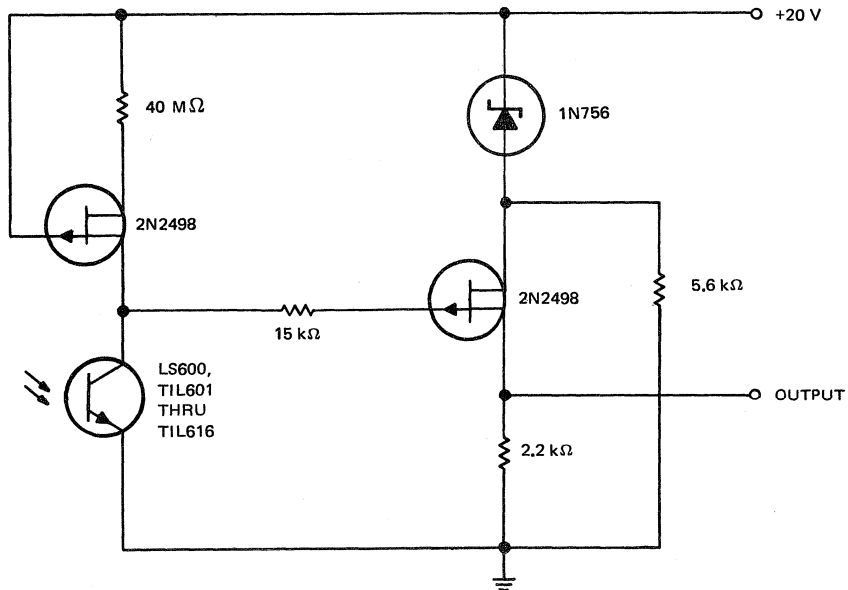 +20 V
40 MΩ
1N756
2N2498
2N2498
5.6 kΩ
15 kΩ
LS600,
TIL601
THRU
TIL616
OUTPUT
2.2 kΩ